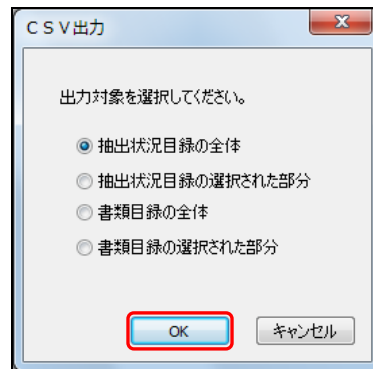 ＣＳＶ出力
出力対象を選択してください。
抽出状況目録の全体
抽出状況目録の選択された部分
書類目録の全体
書類目録の選択された部分
OK
キャンセル